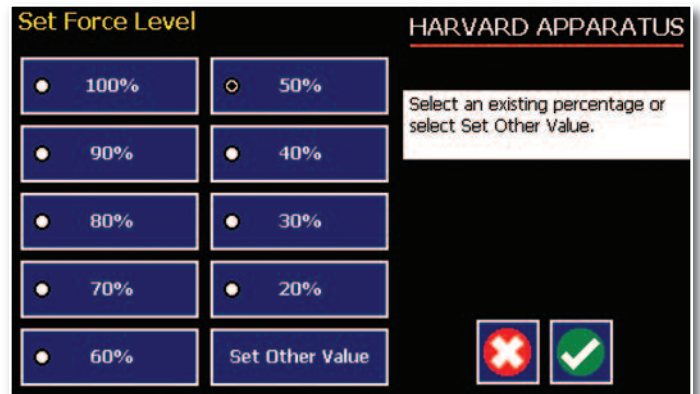 Set Force Level
HARVARD APPARATUS
100%
50%
90%
40%
80%
30%
70%
20%
60%
Set Other Value
Select an existing percentage or
select Set Other Value.